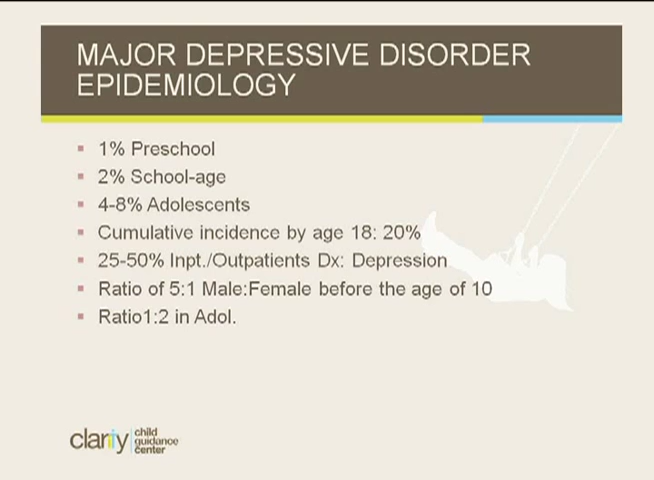 MAJOR DEPRESSIVE DISORDER
EPIDEMIOLOGY
1% Preschool
2% School-age
4-8% Adolescents
Cumulative incidence by age 18: 20%
25-50% Inpt./Outpatients Dx: Depression
Ratio of 5:1 Male:Female before the age of 10
Ratio1:2 in Adol.
clarity child
guidance
center